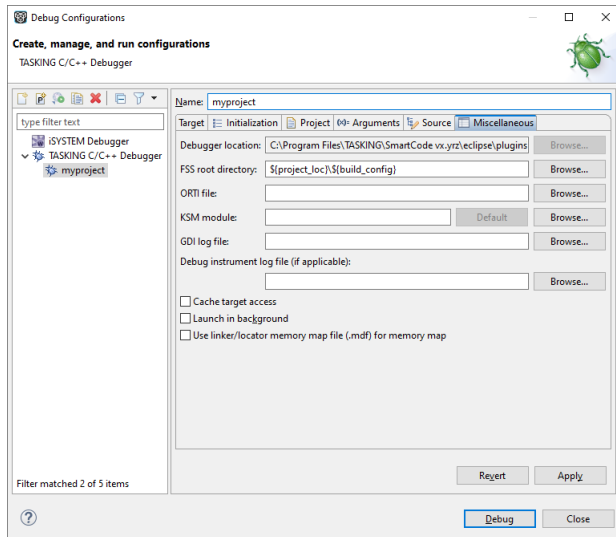 Debug Configurations
Create, manage, and run configurations
TASKING C/C++ Debugger
type filter text
iSYSTEM Debugger
TASKING C/C++ Debugger
myproject
Filter matched 2 of 5 items
Name: myproject
Target Initialization Project (x)= Arguments Source Miscellaneous
Debugger location: C:\Program Files\TASKING\SmartCode vx.yrz\eclipse\plugins Browse...
FSS root directory: ${project_loc}\${build_config} Browse...
ORTI file: Browse...
KSM module: Default Browse...
GDI log file: Browse...
Debug instrument log file (if applicable):
Browse...
Cache target access
Launch in background
Use linker/locator memory map file (.mdf) for memory map
Revert Apply
Debug Close